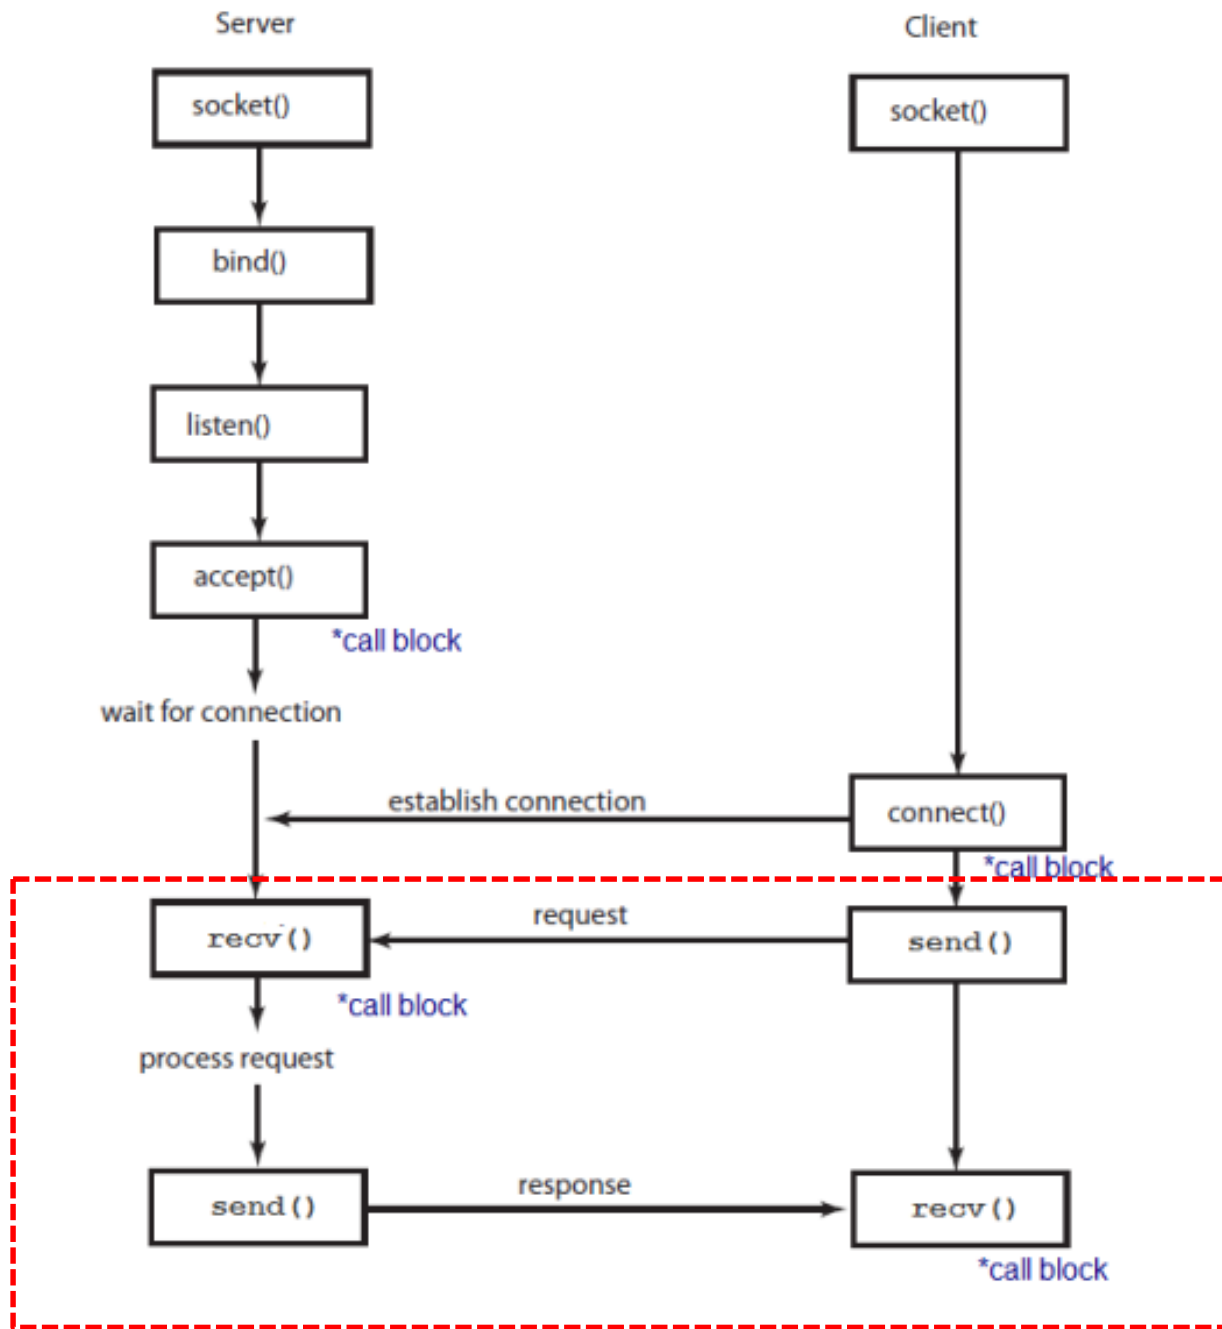 Server
Client
socket()
socket()
bind()
listen()
accept()
*call block
wait for connection
establish connection
connect()
*call block
recv()
request
send()
*call block
process request
send()
response
recv()
*call block